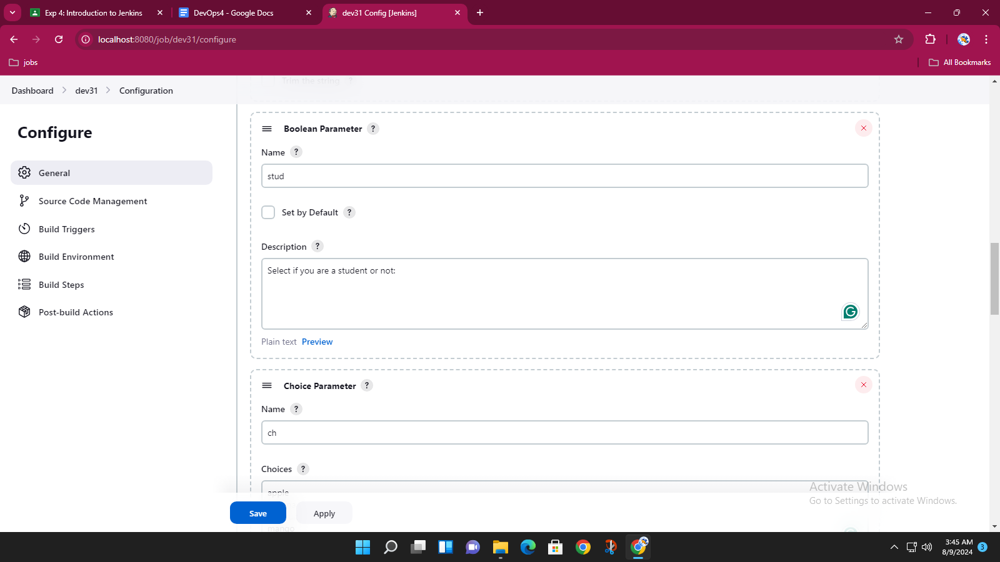 Exp 4: Introduction to Jenkins
DevOps4 - Google Docs
dev31 Config [Jenkins]
localhost:8080/job/dev31/configure
jobs
All Bookmarks
Trim the string ?
Dashboard
dev31
Configuration
Configure
General
Source Code Management
Build Triggers
Build Environment
Build Steps
Post-build Actions
Boolean Parameter ?
Name ?
stud
Set by Default ?
Description ?
Select if you are a student or not:
Plain text Preview
Choice Parameter ?
Name ?
ch
Choices ?
apple
mango
Save
Apply
Activate Windows
Go to Settings to activate Windows.
3:45 AM
8/9/2024
3